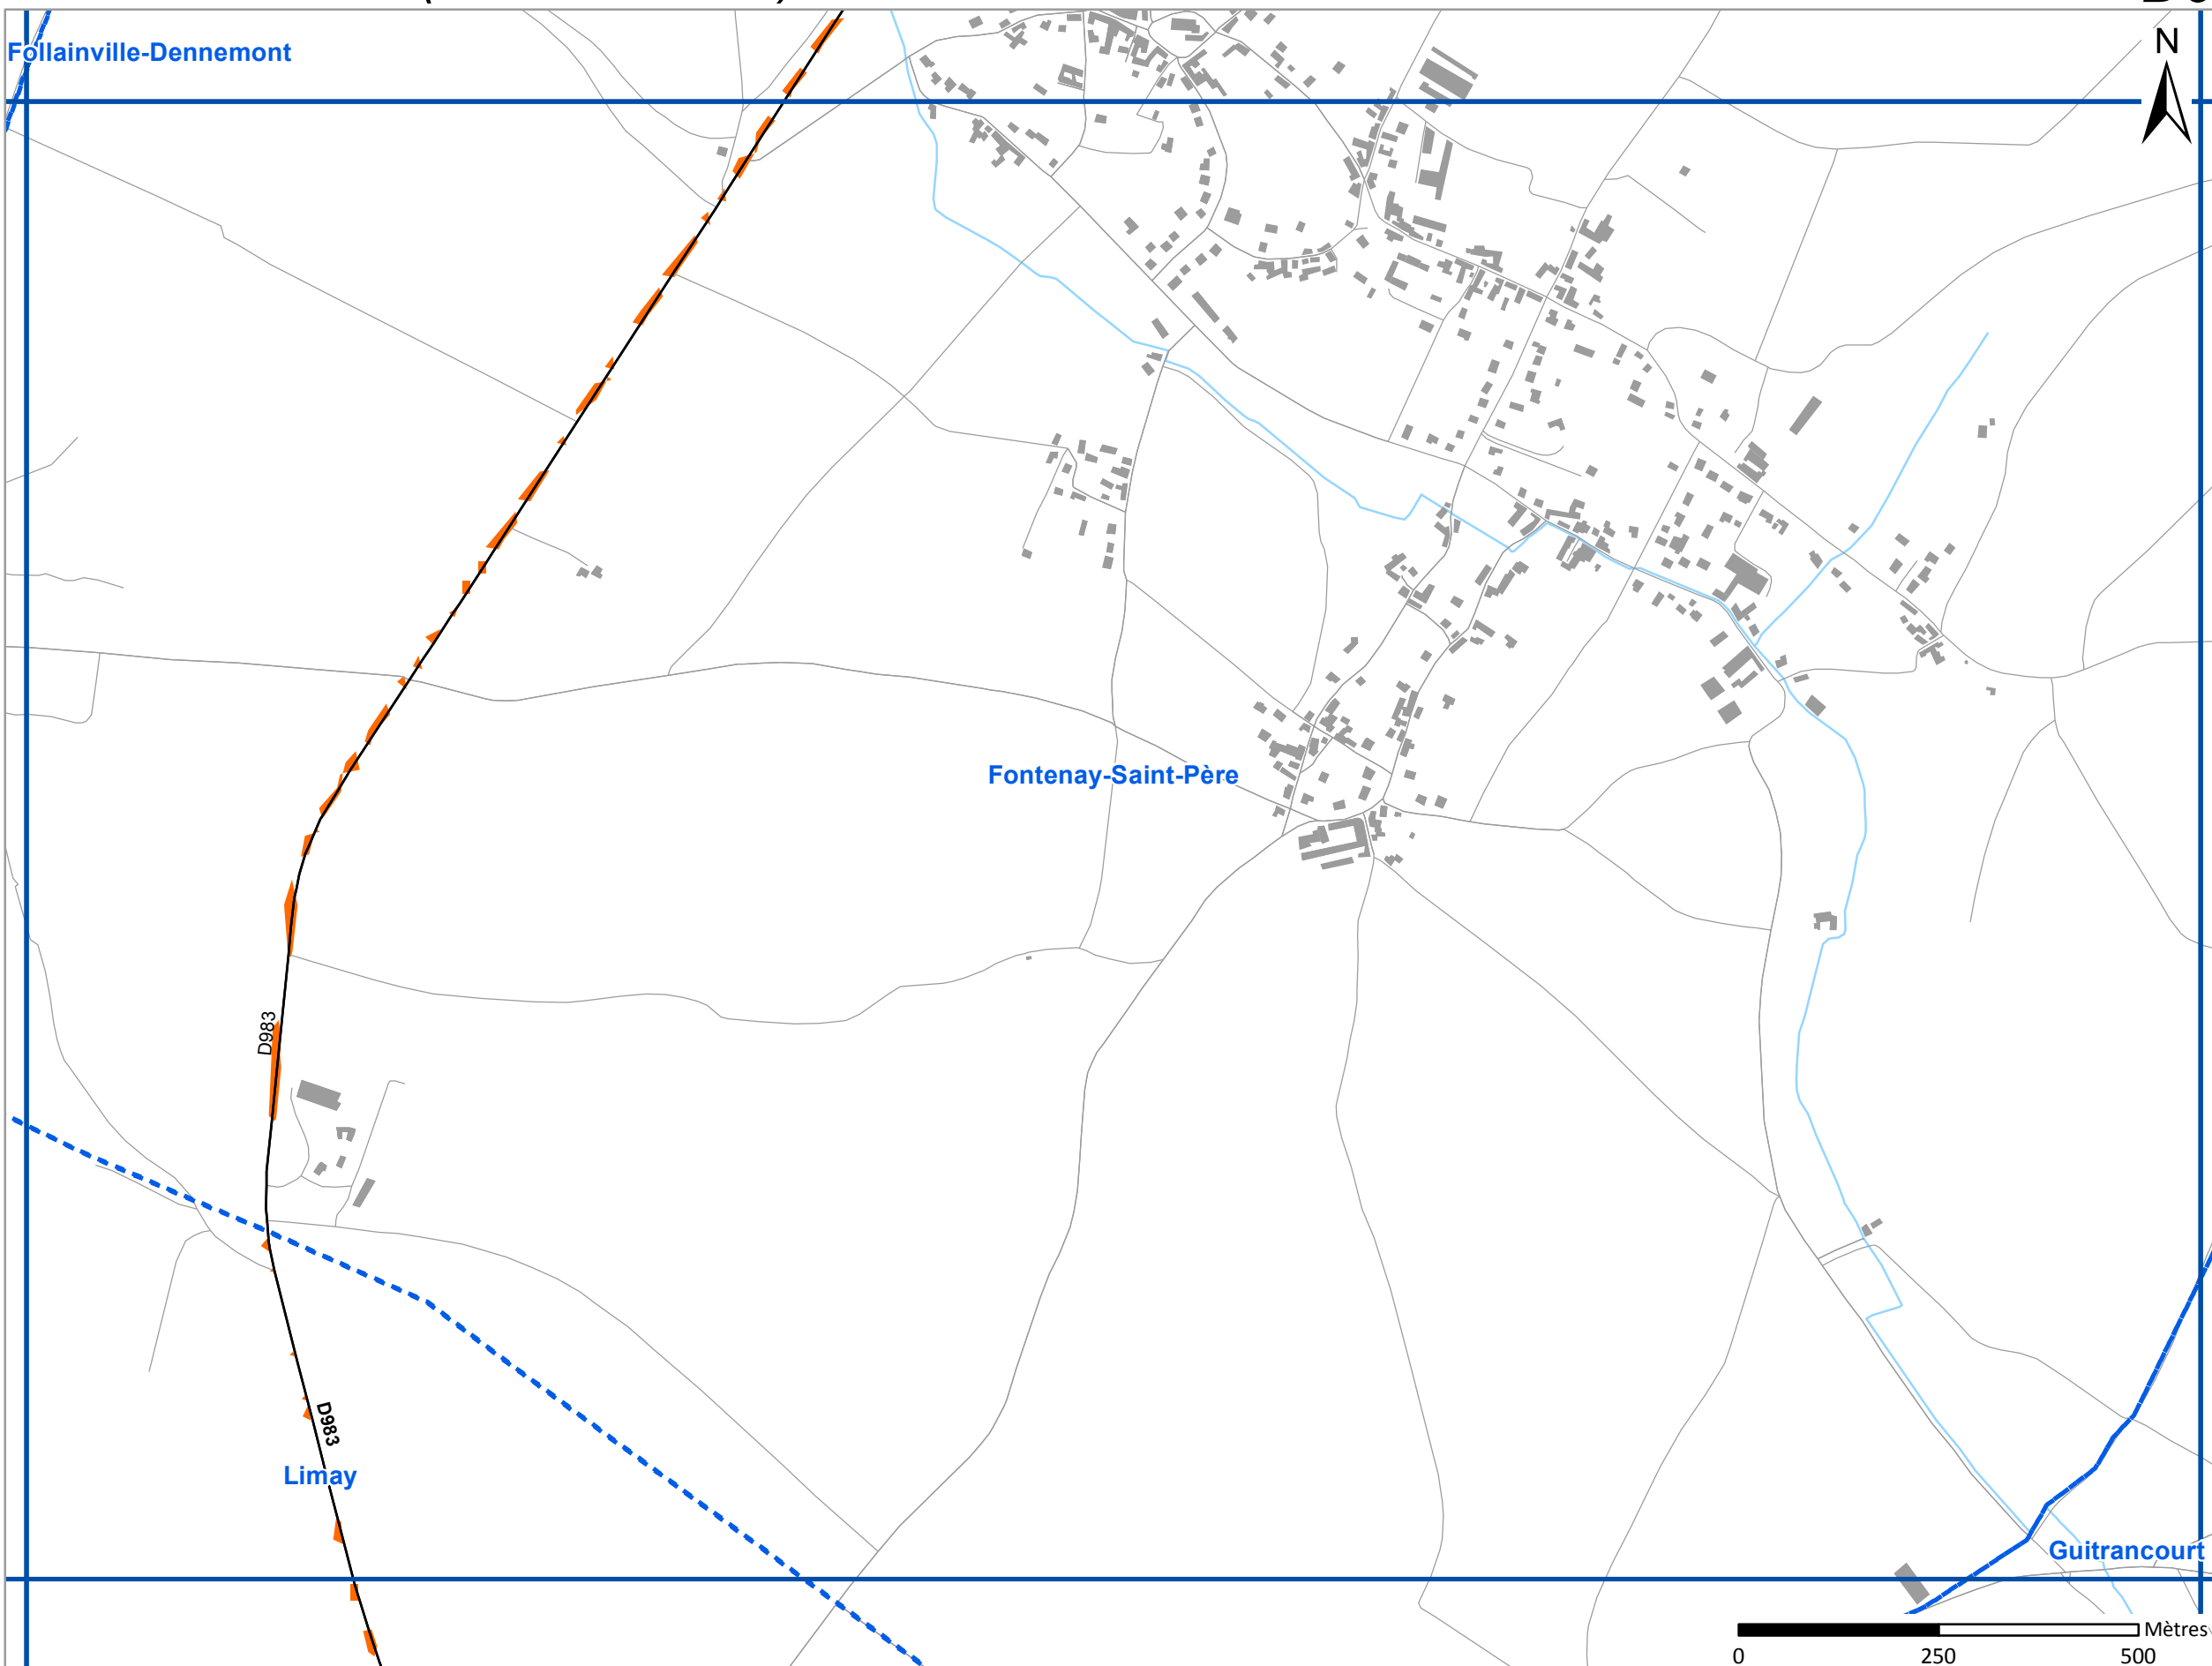 Follainville-Dennemont
N
Fontenay-Saint-Père
D983
D983
Limay
Guitrancourt
Mètres
0 250 500